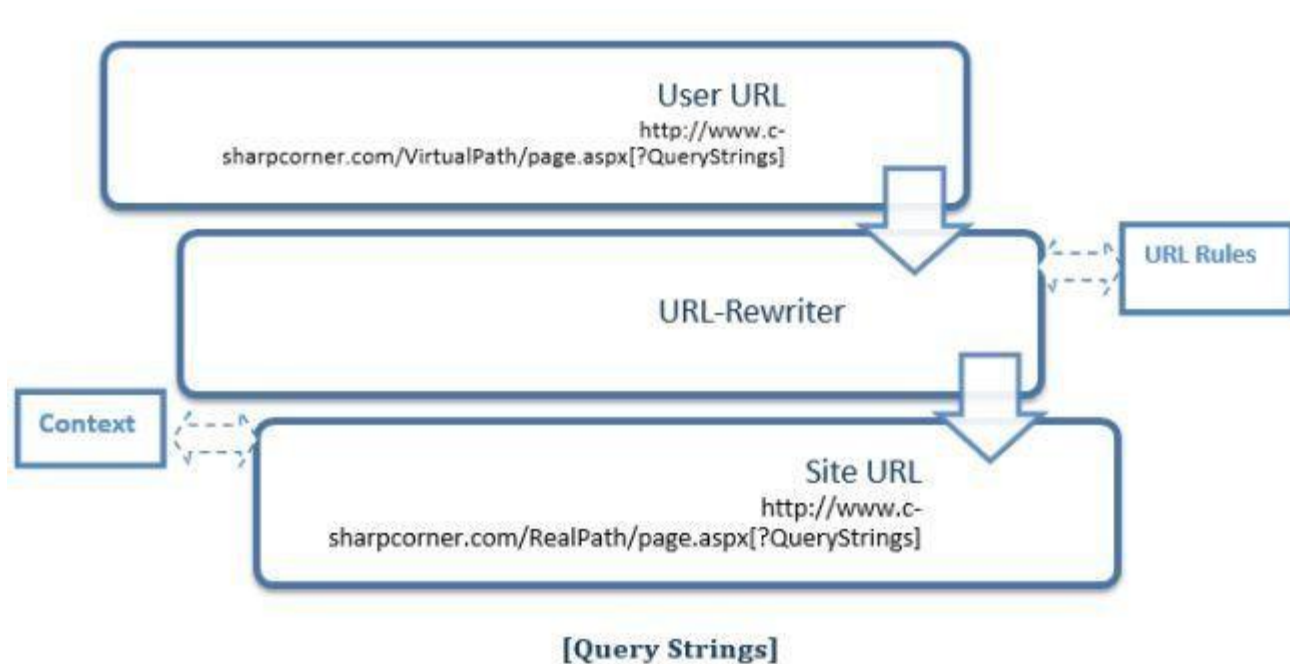 User URL
http://www.c-
sharpcorner.com/VirtualPath/page.aspx[?QueryStrings]
URL Rules
URL-Rewriter
Context
Site URL
http://www.c-
sharpcorner.com/RealPath/page.aspx[?QueryStrings]
[Query Strings]